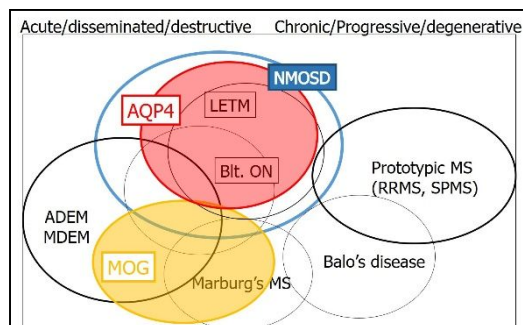 Acute/disseminated/destructive
Chronic/Progressive/degenerative
NMOSD
AQP4
LETM
Blt. ON
Prototypic MS
(RRMS, SPMS)
ADEM
MDEM
MOG
Marburg's MS
Balo's disease